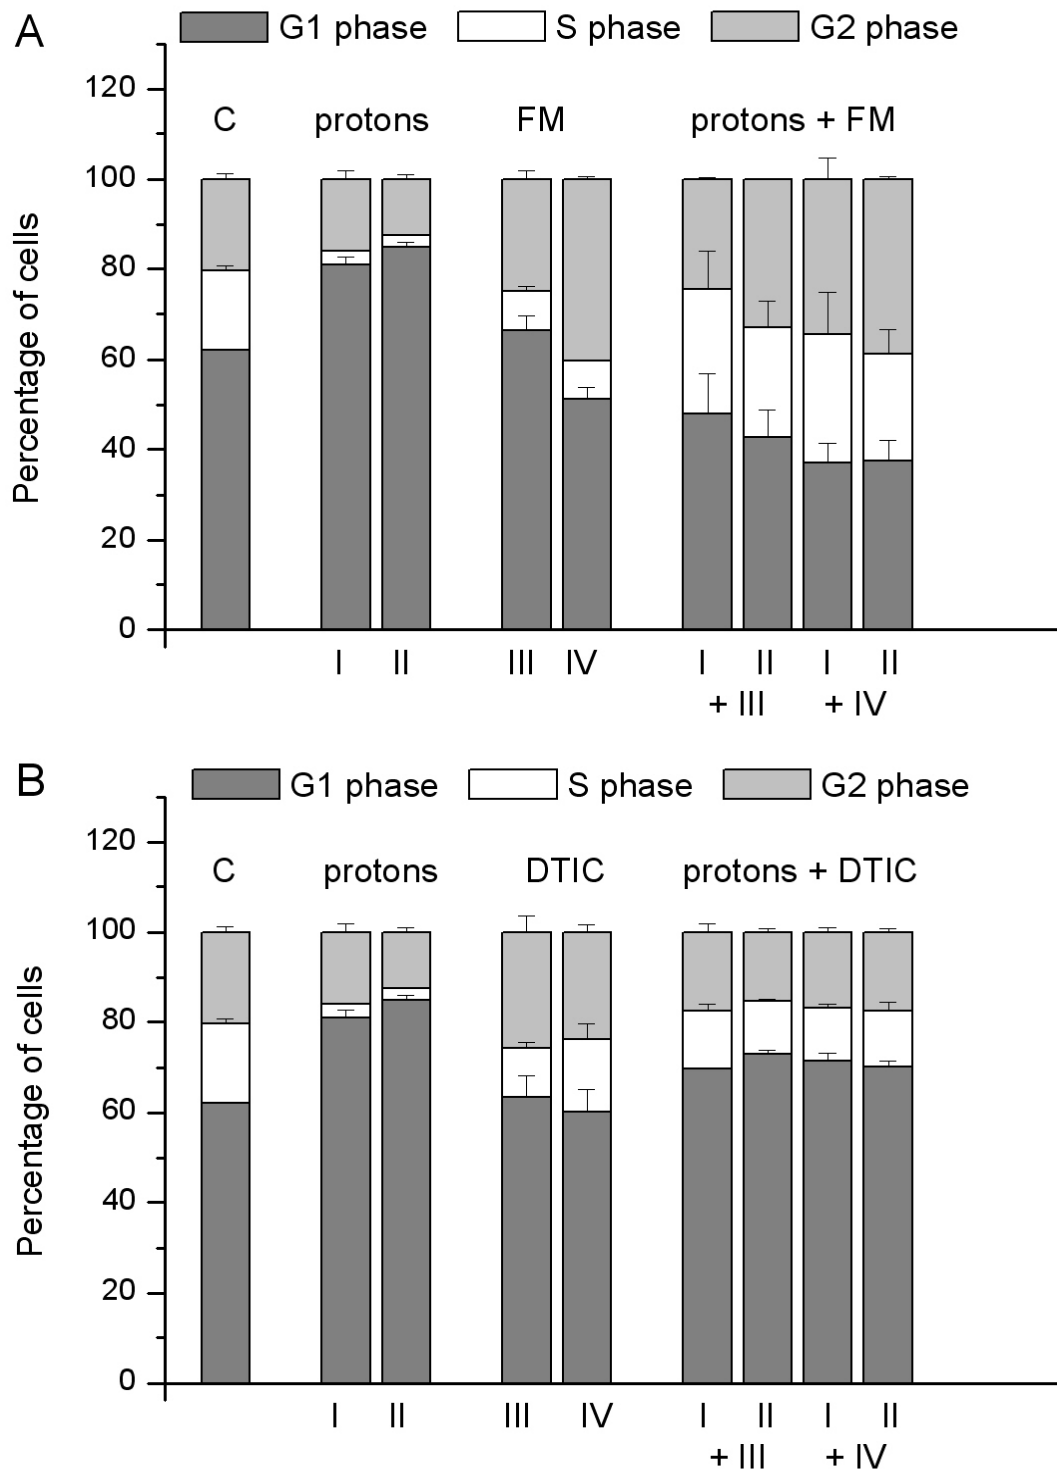 A
G1 phase S phase G2 phase
120
C protons FM protons + FM
100
80
60
40
20
0
Percentage of cells
I II III IV I II I II
+ III + IV
B
G1 phase S phase G2 phase
120
C protons DTIC protons + DTIC
100
80
60
40
20
0
Percentage of cells
I II III IV I II I II
+ III + IV